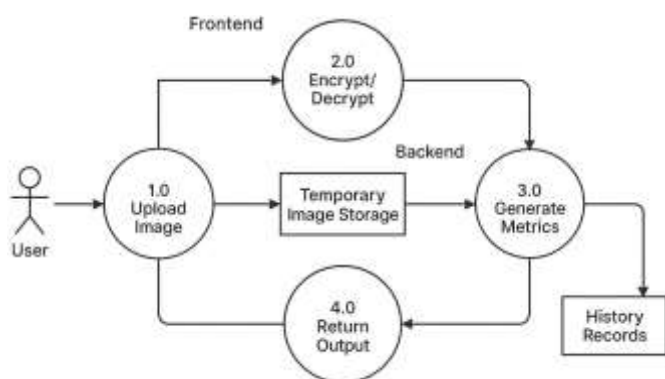 Frontend
2.0
Encrypt/
Decrypt
Backend
User
1.0
Upload
Image
Temporary
Image Storage
3.0
Generate
Metrics
4.0
Return
Output
History
Records